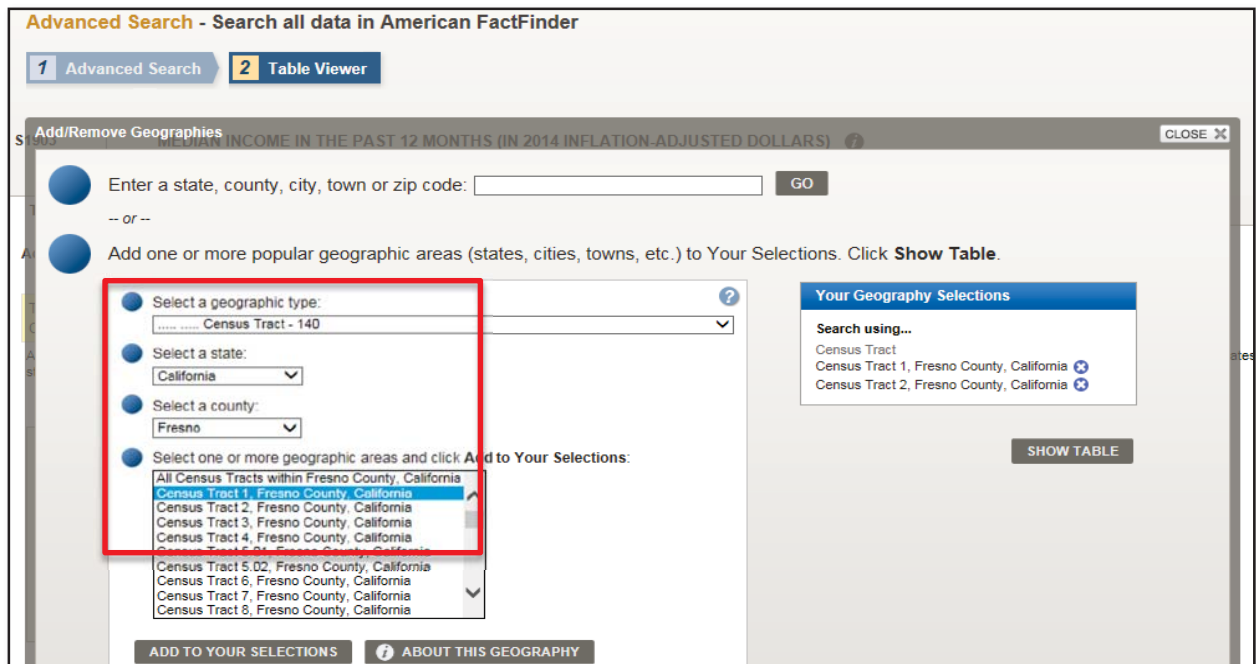 Advanced Search - Search all data in American FactFinder
1 Advanced Search 2 Table Viewer
Add/Remove Geographies
S1903 MEDIAN INCOME IN THE PAST 12 MONTHS (IN 2014 INFLATION-ADJUSTED DOLLARS)
CLOSE
Enter a state, county, city, town or zip code: GO
-- or --
Add one or more popular geographic areas (states, cities, towns, etc.) to Your Selections. Click Show Table.
Select a geographic type:
..... ..... Census Tract - 140
Select a state:
California
Select a county:
Fresno
Select one or more geographic areas and click Add to Your Selections:
All Census Tracts within Fresno County, California
Census Tract 1, Fresno County, California
Census Tract 2, Fresno County, California
Census Tract 3, Fresno County, California
Census Tract 4, Fresno County, California
Census Tract 5.01, Fresno County, California
Census Tract 5.02, Fresno County, California
Census Tract 6, Fresno County, California
Census Tract 7, Fresno County, California
Census Tract 8, Fresno County, California
ADD TO YOUR SELECTIONS
ABOUT THIS GEOGRAPHY
Your Geography Selections
Search using...
Census Tract
Census Tract 1, Fresno County, California
Census Tract 2, Fresno County, California
SHOW TABLE